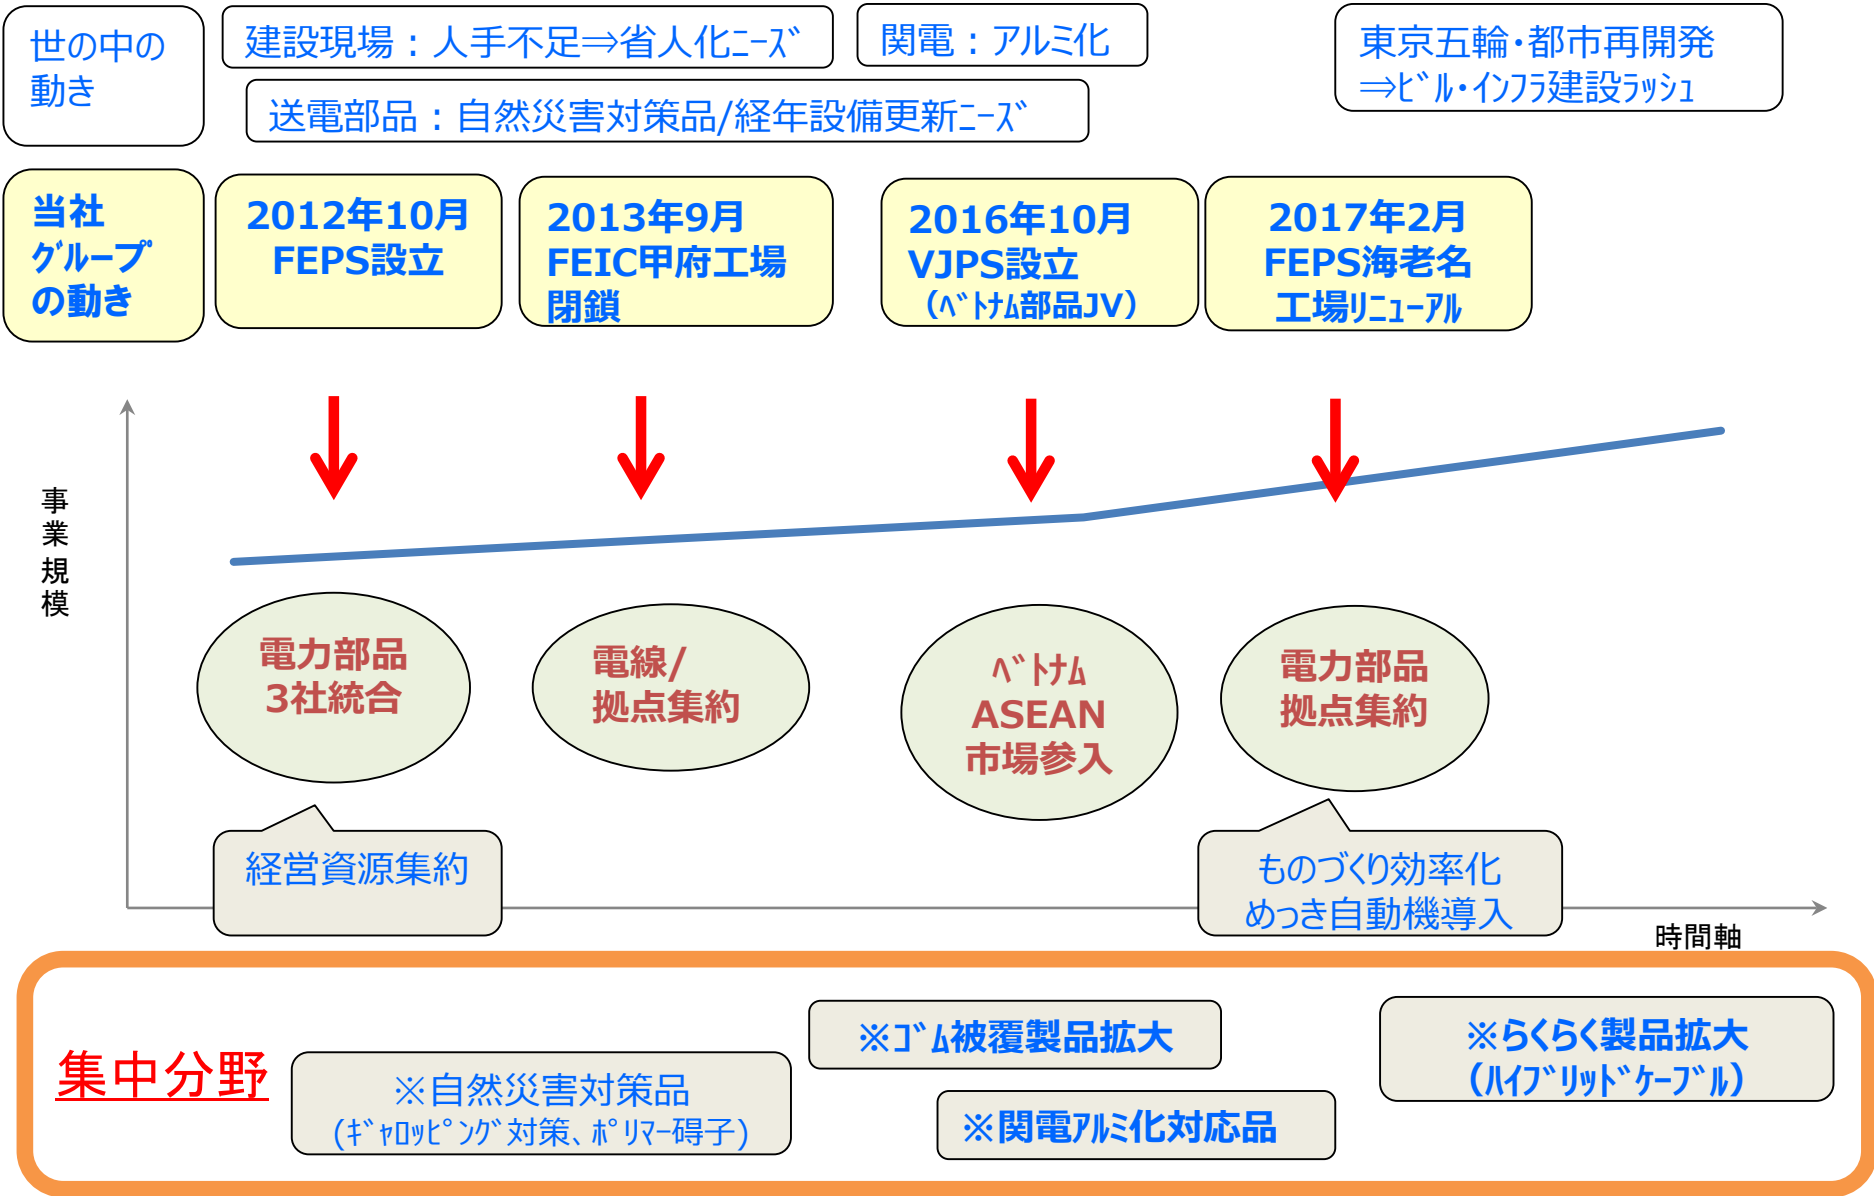 世の中の
動き
建設現場：人手不足⇒省人化ﾆｰｽﾞ
関電：アルミ化
東京五輪・都市再開発
⇒ﾋﾞﾙ・ｲﾝﾌﾗ建設ﾗｯｼｭ
送電部品：自然災害対策品/経年設備更新ﾆｰｽﾞ
当社
ｸﾞﾙｰﾌﾟ
の動き
2012年10月
FEPS設立
2013年9月
FEIC甲府工場
閉鎖
2016年10月
VJPS設立
（ﾍﾞﾄﾅﾑ部品JV）
2017年2月
FEPS海老名
工場ﾘﾆｭｰｱﾙ
事業規模
電力部品
3社統合
電線/
拠点集約
ﾍﾞﾄﾅﾑ
ASEAN
市場参入
電力部品
拠点集約
経営資源集約
ものづくり効率化
めっき自動機導入
時間軸
集中分野
※自然災害対策品
(ｷﾞｬﾛｯﾋﾟﾝｸﾞ対策、ﾎﾟﾘﾏｰ碍子)
※ｺﾞﾑ被覆製品拡大
※関電ｱﾙﾐ化対応品
※らくらく製品拡大
（ﾊｲﾌﾞﾘｯﾄﾞｹｰﾌﾞﾙ）